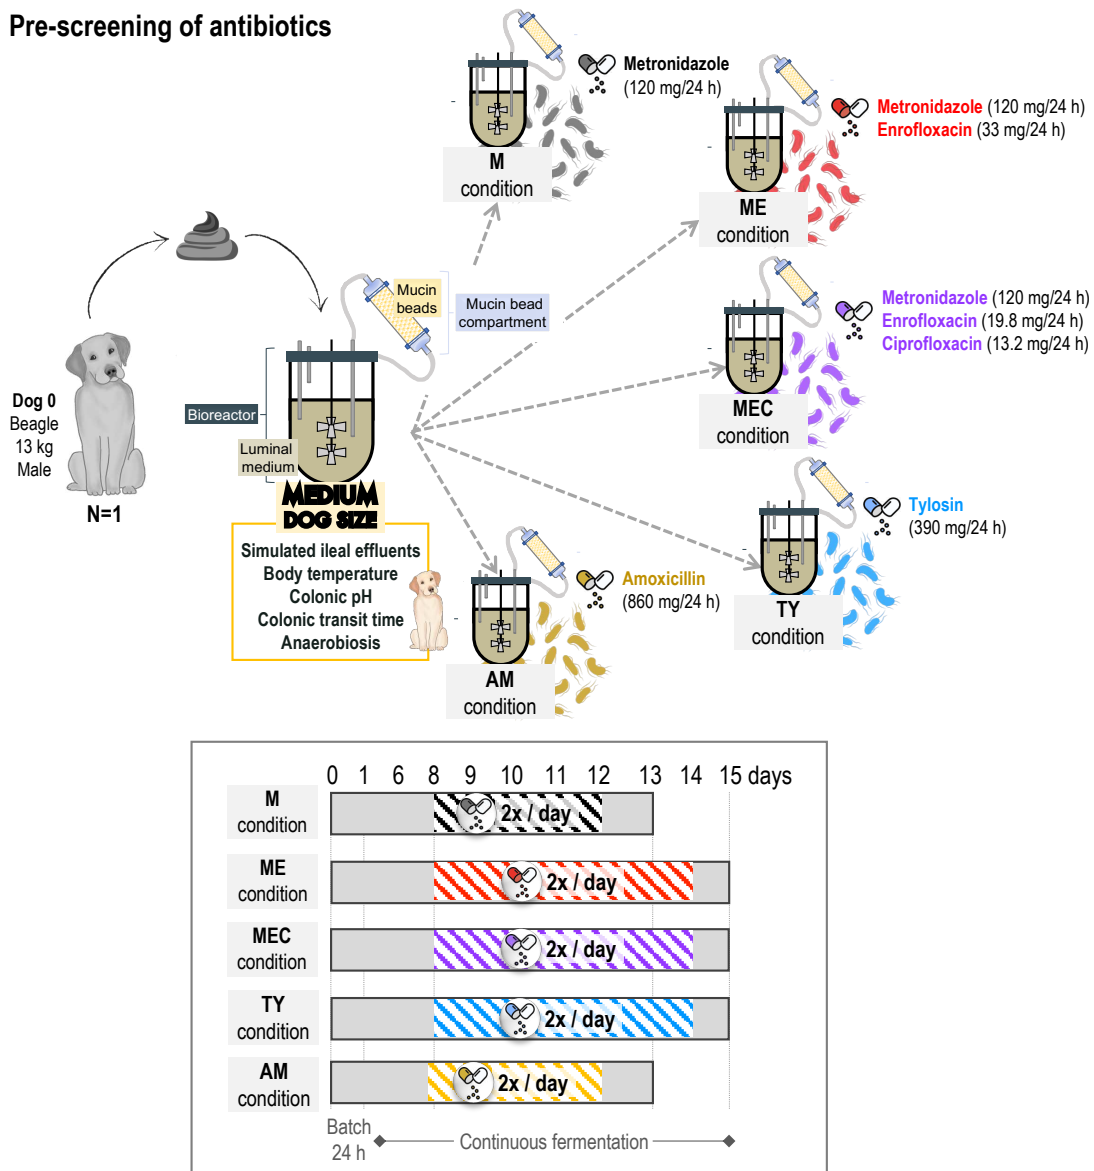 Pre-screening of antibiotics
Metronidazole
(120 mg/24 h)
M
condition
Metronidazole (120 mg/24 h)
Enrofloxacin (33 mg/24 h)
ME
condition
Mucin
beads
Mucin bead
compartment
Metronidazole (120 mg/24 h)
Enrofloxacin (19.8 mg/24 h)
Ciprofloxacin (13.2 mg/24 h)
MEC
condition
Dog 0
Beagle
13 kg
Male
N=1
Bioreactor
Luminal
medium
MEDIUM
DOG SIZE
Simulated ileal effluents
Body temperature
Colonic pH
Colonic transit time
Anaerobiosis
Tylosin
(390 mg/24 h)
TY
condition
Amoxicillin
(860 mg/24 h)
AM
condition
0 1 6 8 9 10 11 12 13 14 15 days
M
condition
2x / day
ME
condition
2x / day
MEC
condition
2x / day
TY
condition
2x / day
AM
condition
2x / day
Batch
24 h
Continuous fermentation